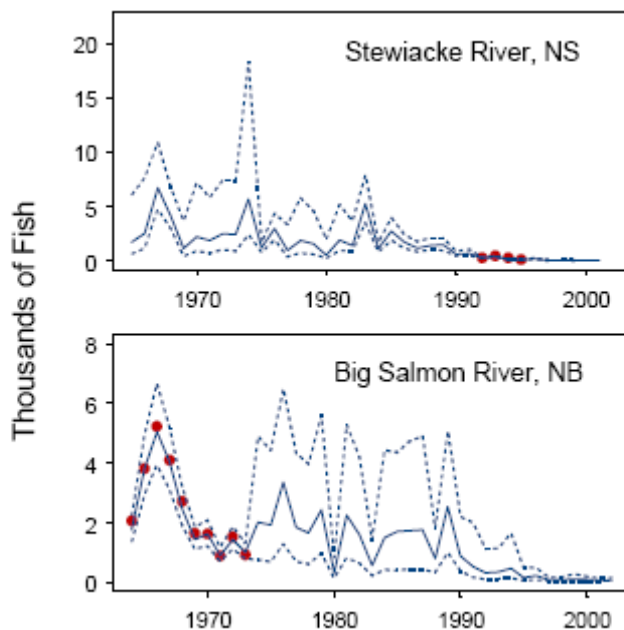 Thousands of Fish
Stewiacke River, NS
20
15
10
5
0
1970 1980 1990 2000
Big Salmon River, NB
8
6
4
2
0
1970 1980 1990 2000